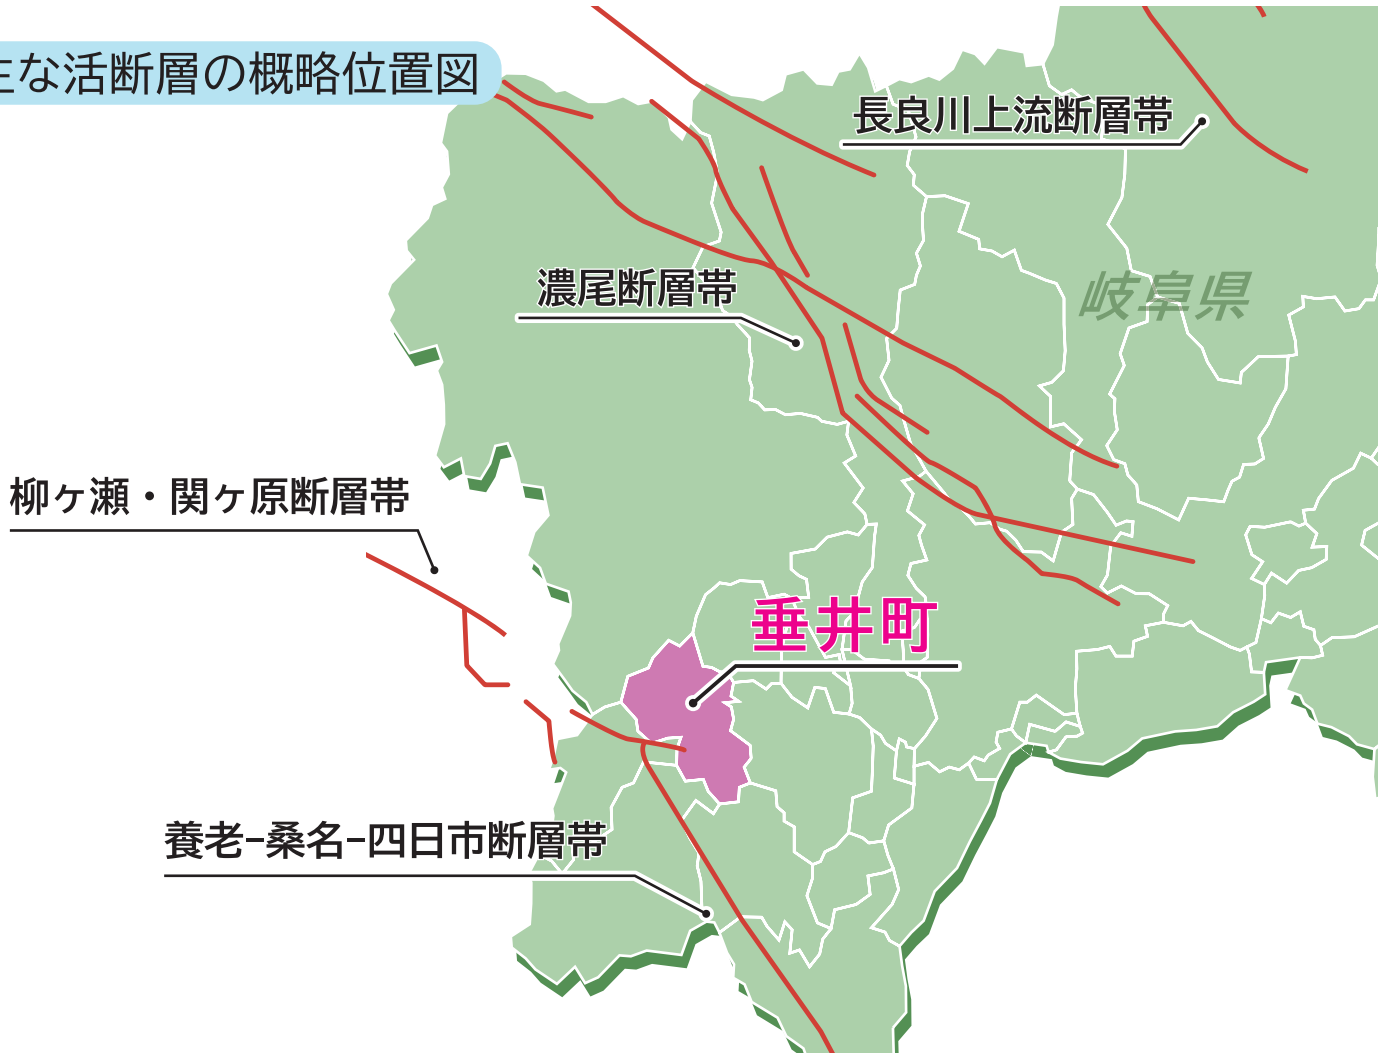 主な活断層の概略位置図
長良川上流断層帯
岐阜県
濃尾断層帯
柳ヶ瀬・関ヶ原断層帯
垂井町
養老−桑名−四日市断層帯